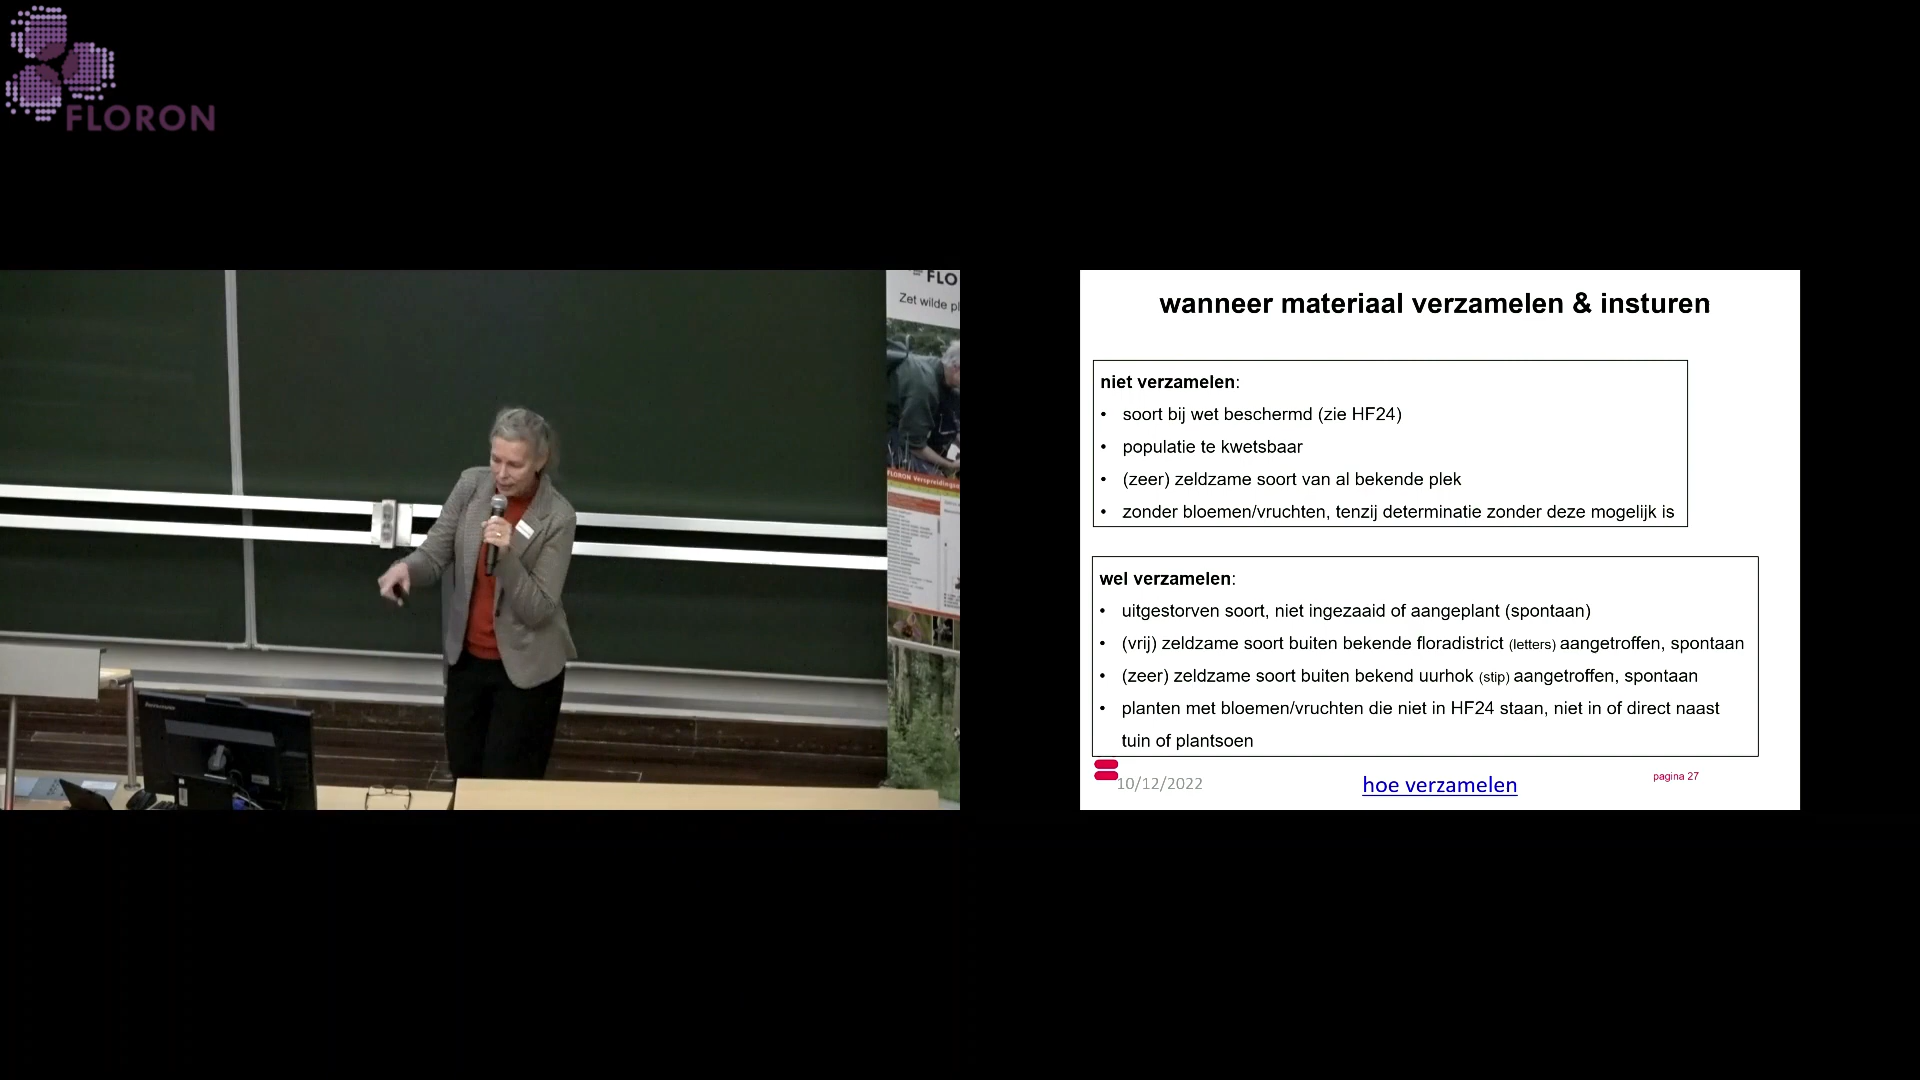 FLORON
FLO
Zet wilde pl
FLORON Verspreidings
wanneer materiaal verzamelen & insturen
niet verzamelen:
• soort bij wet beschermd (zie HF24)
• populatie te kwetsbaar
• (zeer) zeldzame soort van al bekende plek
• zonder bloemen/vruchten, tenzij determinatie zonder deze mogelijk is
wel verzamelen:
• uitgestorven soort, niet ingezaaid of aangeplant (spontaan)
• (vrij) zeldzame soort buiten bekende floradistrict (letters) aangetroffen, spontaan
• (zeer) zeldzame soort buiten bekend uurhok (stip) aangetroffen, spontaan
• planten met bloemen/vruchten die niet in HF24 staan, niet in of direct naast
tuin of plantsoen
10/12/2022
hoe verzamelen
pagina 27